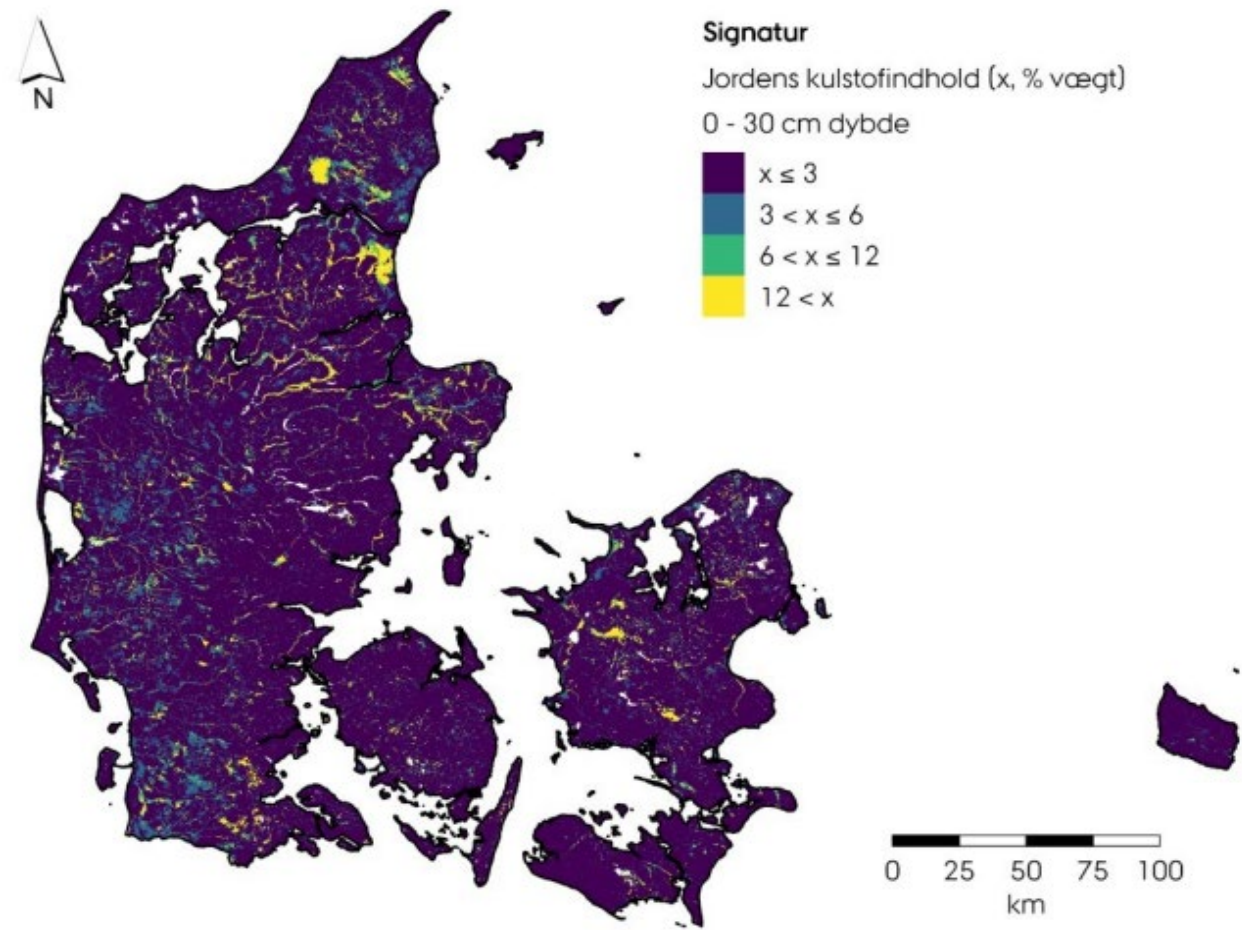 N
Signatur
Jordens kulstofindhold (x, % vægt)
0 - 30 cm dybde
x ≤ 3
3 < x ≤ 6
6 < x ≤ 12
12 < x
0 25 50 75 100
km